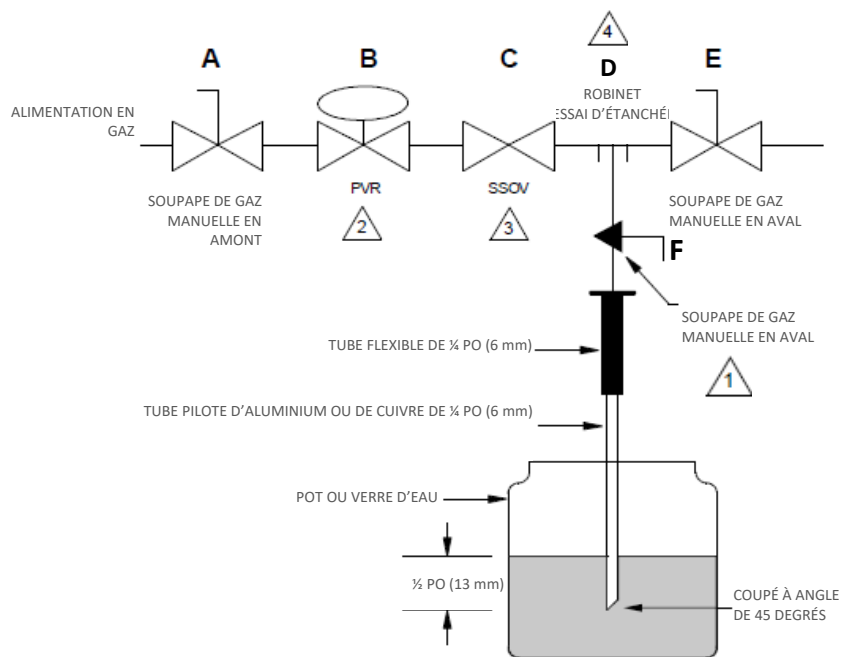 4
A B C D E
ALIMENTATION EN
GAZ
ROBINET
ESSAI D'ÉTANCHÉI
SOUPAPE DE GAZ
MANUELLE EN
AMONT
PVR
2
SSOV
3
SOUPAPE DE GAZ
MANUELLE EN AVAL
F
SOUPAPE DE GAZ
MANUELLE EN AVAL
1
TUBE FLEXIBLE DE ¼ PO (6 mm)
TUBE PILOTE D'ALUMINIUM OU DE CUIVRE DE ¼ PO (6 mm)
POT OU VERRE D'EAU
½ PO (13 mm)
COUPÉ À ANGLE
DE 45 DEGRÉS